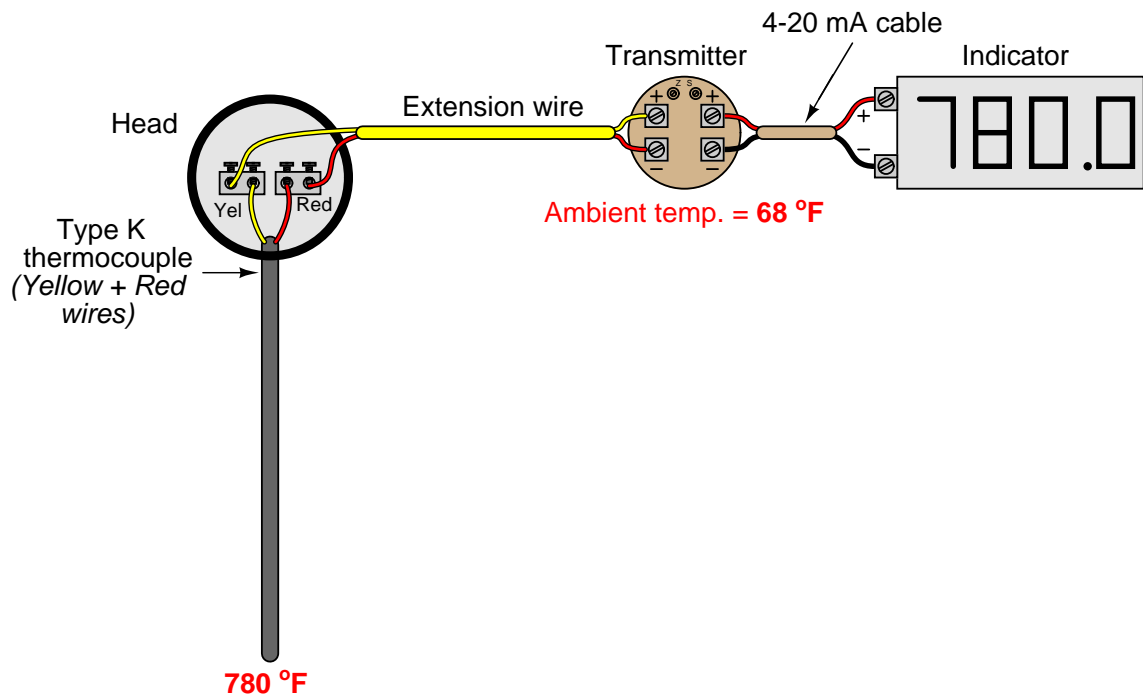 4-20 mA cable
Transmitter
Indicator
Head
Extension wire
Z S
+ +
- -
+
-
780.0
Yel
Red
Ambient temp. = 68 °F
Type K
thermocouple
(Yellow + Red
wires)
780 °F